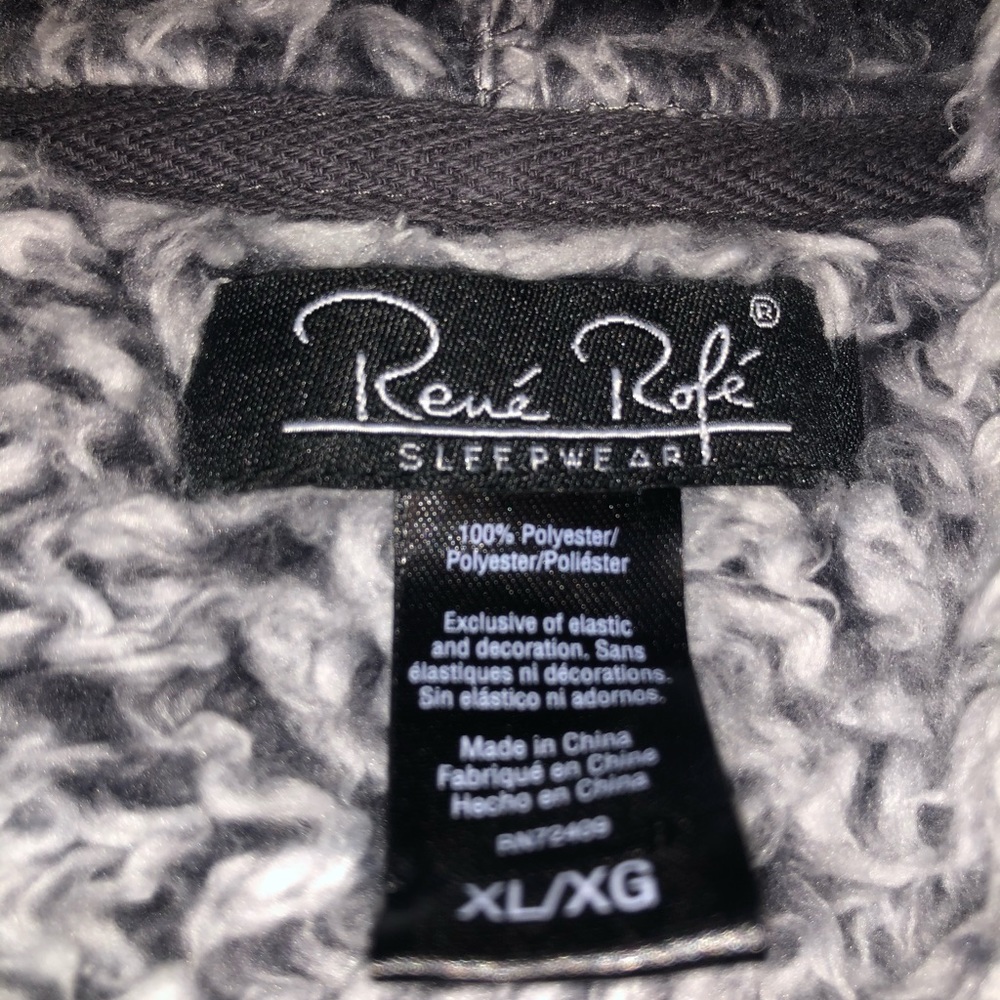 René Rofé ®
SLEEPWEAR
100% Polyester/
Polyester/Poliéster
Exclusive of elastic
and decoration. Sans
élastiques ni décorations.
Sin elástico ni adornos.
Made in China
Fabriqué en Chine
Hecho en China
XL/XG